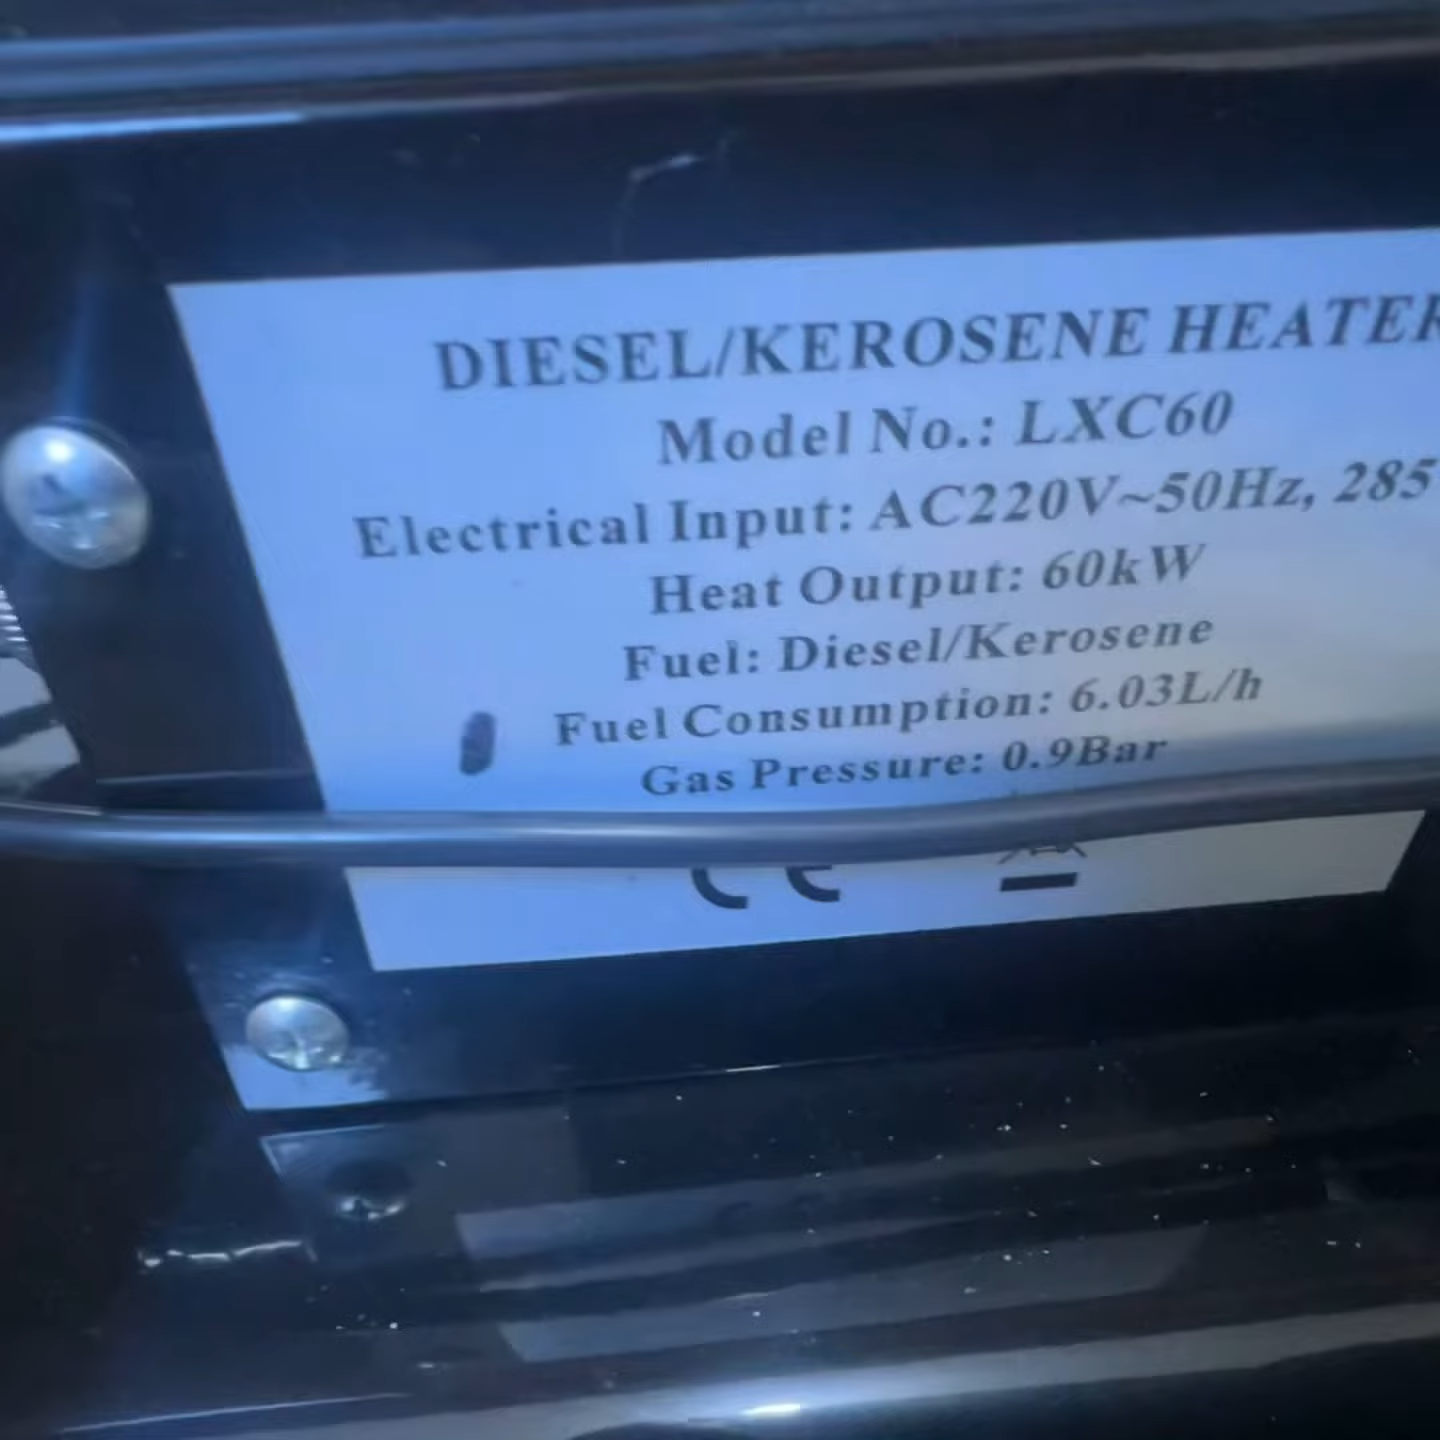 DIESEL/KEROSENE HEATER
Model No.: LXC60
Electrical Input: AC220V~50Hz, 285
Heat Output: 60kW
Fuel: Diesel/Kerosene
Fuel Consumption: 6.03L/h
Gas Pressure: 0.9Bar
CE